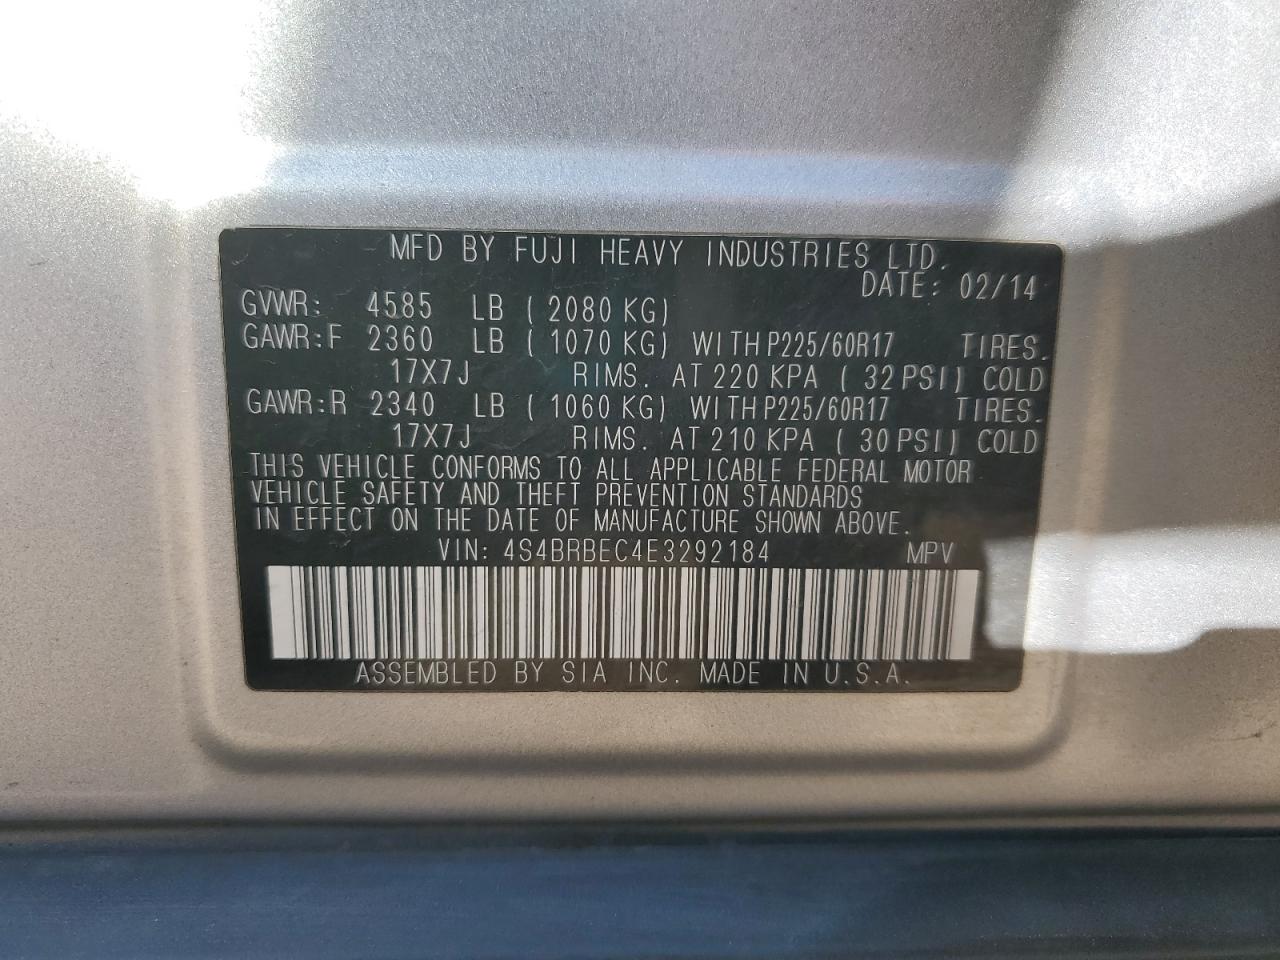 MFD BY FUJI HEAVY INDUSTRIES LTD.
DATE: 02/14
GVWR: 4585 LB ( 2080 KG)
GAWR:F 2360 LB ( 1070 KG) WITH P225/60R17 TIRES.
17X7J RIMS. AT 220 KPA ( 32 PSI) COLD
GAWR:R 2340 LB ( 1060 KG) WITH P225/60R17 TIRES.
17X7J RIMS. AT 210 KPA ( 30 PSI) COLD
THIS VEHICLE CONFORMS TO ALL APPLICABLE FEDERAL MOTOR
VEHICLE SAFETY AND THEFT PREVENTION STANDARDS
IN EFFECT ON THE DATE OF MANUFACTURE SHOWN ABOVE.
VIN: 4S4BRBEC4E3292184 MPV
ASSEMBLED BY SIA INC. MADE IN U.S.A.